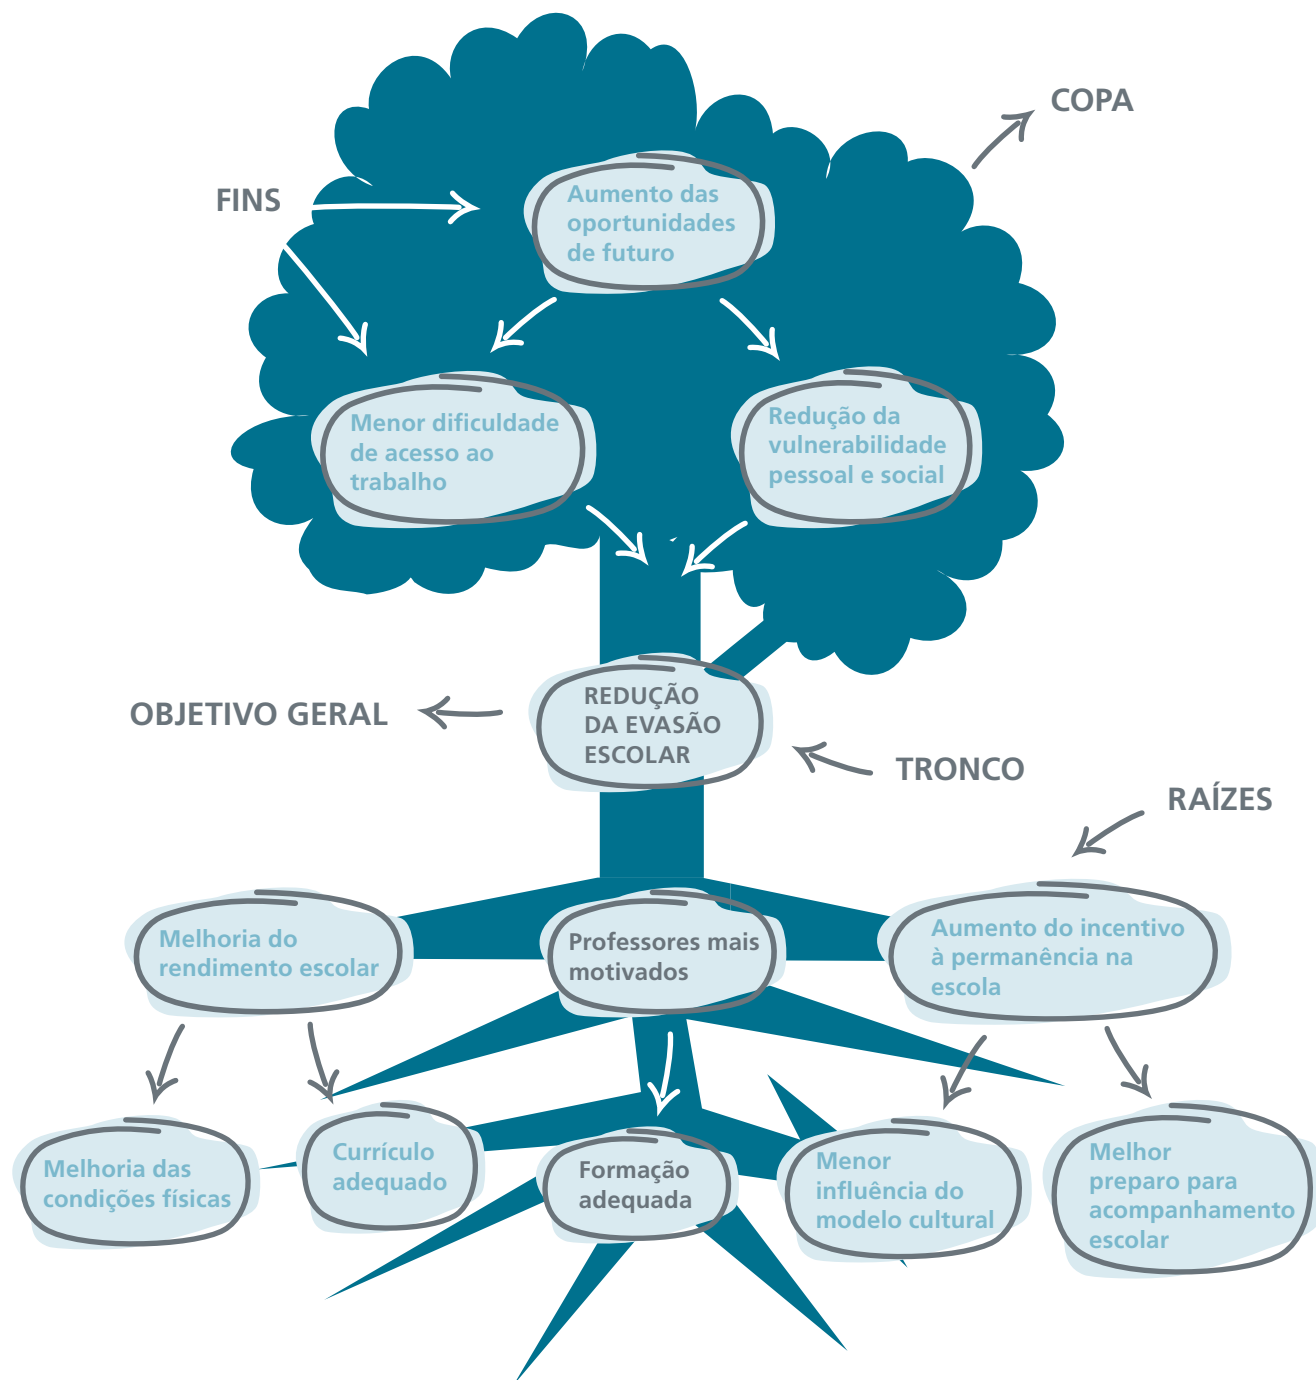 COPA
FINS
Aumento das
oportunidades
de futuro
Menor dificuldade
de acesso ao
trabalho
Redução da
vulnerabilidade
pessoal e social
OBJETIVO GERAL
REDUÇÃO
DA EVASÃO
ESCOLAR
TRONCO
RAÍZES
Melhoria do
rendimento escolar
Professores mais
motivados
Aumento do incentivo
à permanência na
escola
Melhoria das
condições físicas
Currículo
adequado
Formação
adequada
Menor
influência do
modelo cultural
Melhor
preparo para
acompanhamento
escolar